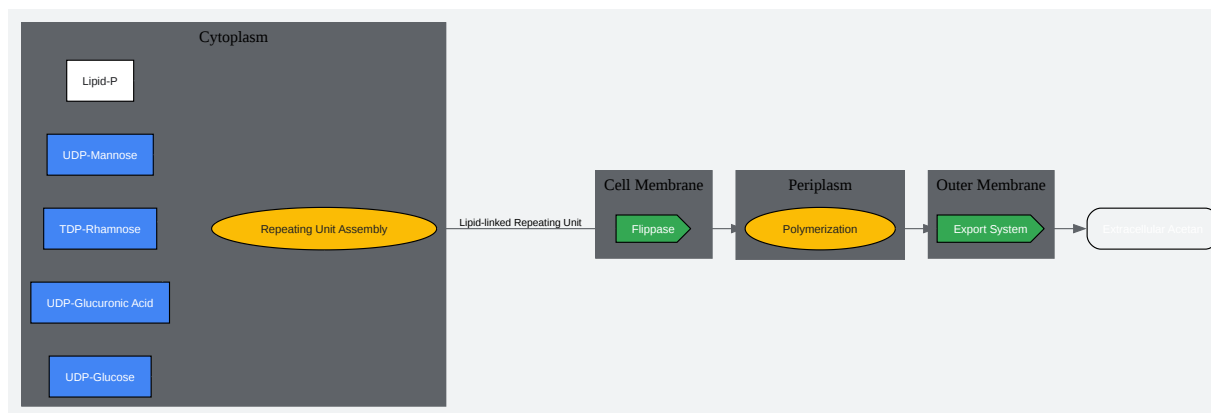 Cytoplasm
Lipid-P
UDP-Mannose
TDP-Rhamnose
UDP-Glucuronic Acid
UDP-Glucose
Repeating Unit Assembly
Lipid-linked Repeating Unit
Cell Membrane
Flippase
Periplasm
Polymerization
Outer Membrane
Export System
Extracellular